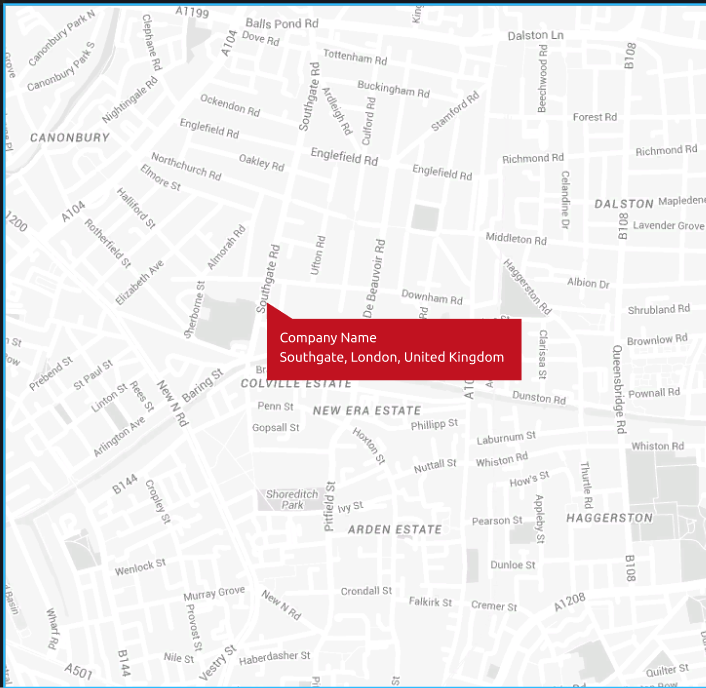 A1199
Balls Pond Rd
Dalston Ln
Canonbury Park N
Clephane Rd
A104
Dove Rd
B108
Grove
Canonbury Park S
Tottenham Rd
Southgate Rd
Buckingham Rd
Beechwood Rd
Nightingale Rd
Ockendon Rd
Ardleigh Rd
Culford Rd
Stamford Rd
Forest Rd
CANONBURY
Englefield Rd
Englefield Rd
Richmond Rd
Richmond Rd
Northchurch Rd
Oakley Rd
Englefield Rd
Elmore St
Celandine Dr
A104
Halliford St
DALSTON
B108
Lavender Grove
Rotherfield St
Almorah Rd
Southgate Rd
Ufton Rd
De Beauvoir Rd
Middleton Rd
Elizabeth Ave
Haggerston Rd
Albion Dr
Sherborne St
Downham Rd
Shrubland Rd
Company Name
Southgate, London, United Kingdom
Clarissa St
Brownlow Rd
Prebend St
St Paul St
Baring St
COLVILLE ESTATE
Queensbridge Rd
Linton St
Rees St
New N Rd
Dunston Rd
Pownall Rd
Penn St
NEW ERA ESTATE
Arlington Ave
Gopsall St
Phillipp St
Hoxton St
Laburnum St
Whiston Rd
Nuttall St
Whiston Rd
B144
Cropley St
Shoreditch
Park
Pitfield St
Ivy St
How's St
Thurtle Rd
Appleby St
ARDEN ESTATE
Pearson St
HAGGERSTON
Wenlock St
Dunloe St
B108
Murray Grove
New N Rd
Crondall St
Falkirk St
Cremer St
A1208
Basin
Wharf Rd
Provost St
A501
B144
Nile St
Vestry St
Haberdasher St
Quilter St